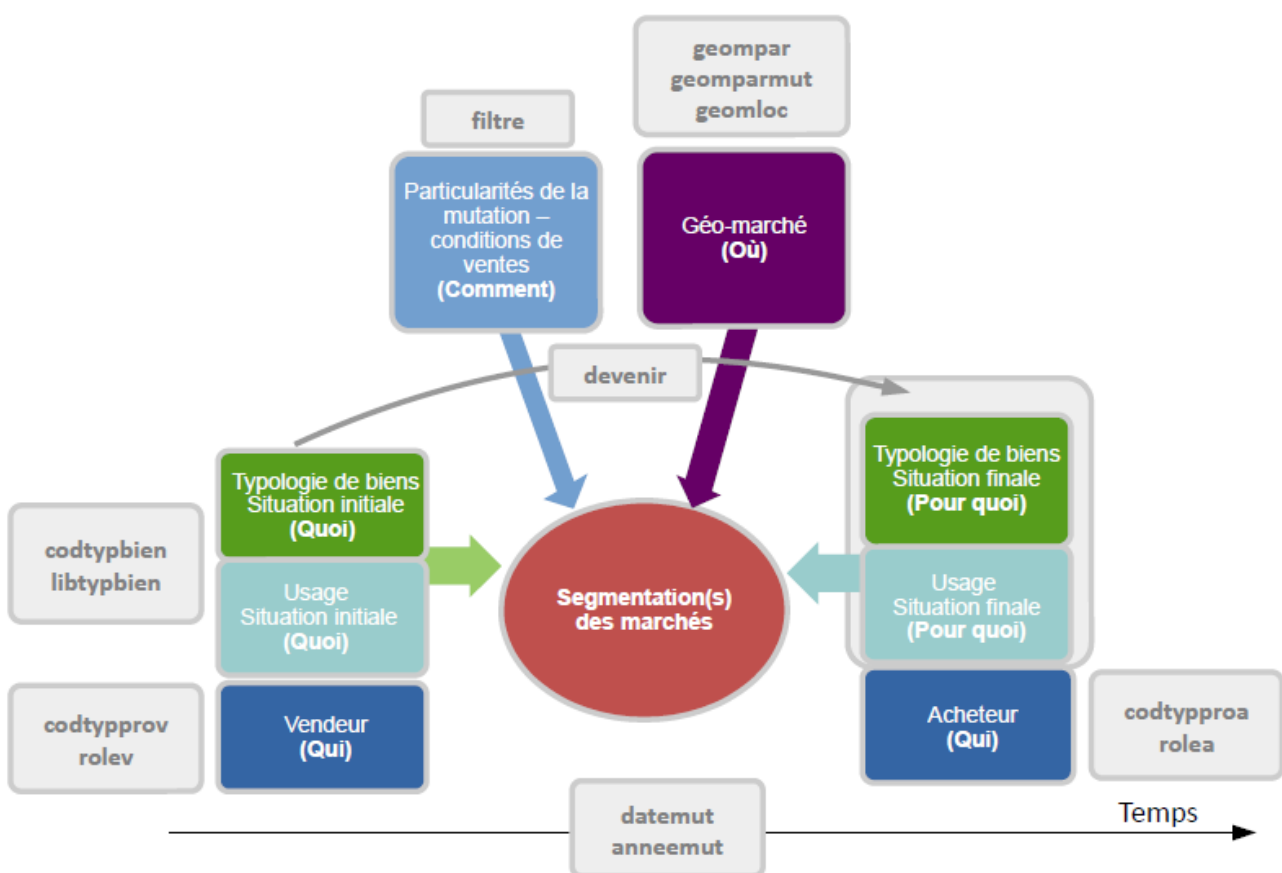 geompar
geomparmut
geomloc
filtre
Particularités de la
mutation –
conditions de
ventes
(Comment)
Géo-marché
(Où)
devenir
Typologie de biens
Situation initiale
(Quoi)
Usage
Situation initiale
(Quoi)
codtypbien
libtypbien
Vendeur
(Qui)
codtypprov
rolev
Segmentation(s)
des marchés
Typologie de biens
Situation finale
(Pour quoi)
Usage
Situation finale
(Pour quoi)
Acheteur
(Qui)
codtypproa
rolea
datemut
anneemut
Temps